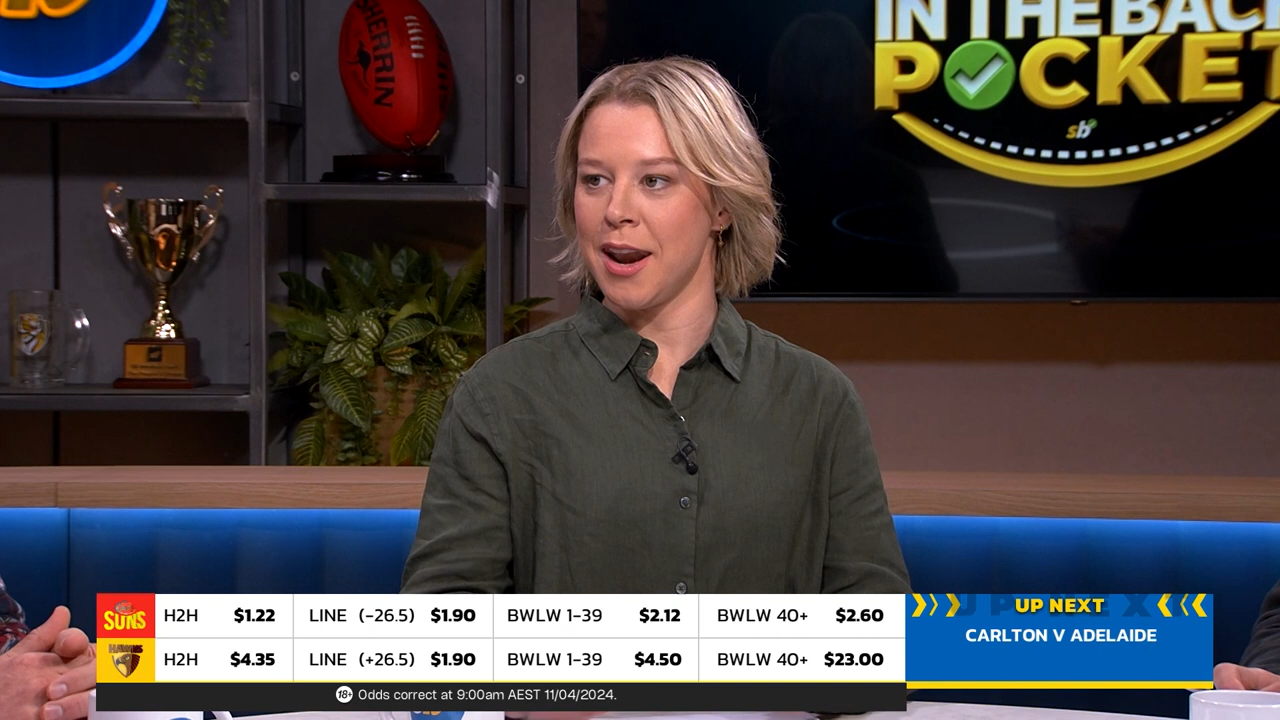 SHERRIN
IN THE BACK
POCKET
sb
SUNS H2H $1.22 LINE (-26.5) $1.90 BWLW 1-39 $2.12 BWLW 40+ $2.60
HAWKS H2H $4.35 LINE (+26.5) $1.90 BWLW 1-39 $4.50 BWLW 40+ $23.00
UP NEXT
CARLTON V ADELAIDE
18+ Odds correct at 9:00am AEST 11/04/2024.